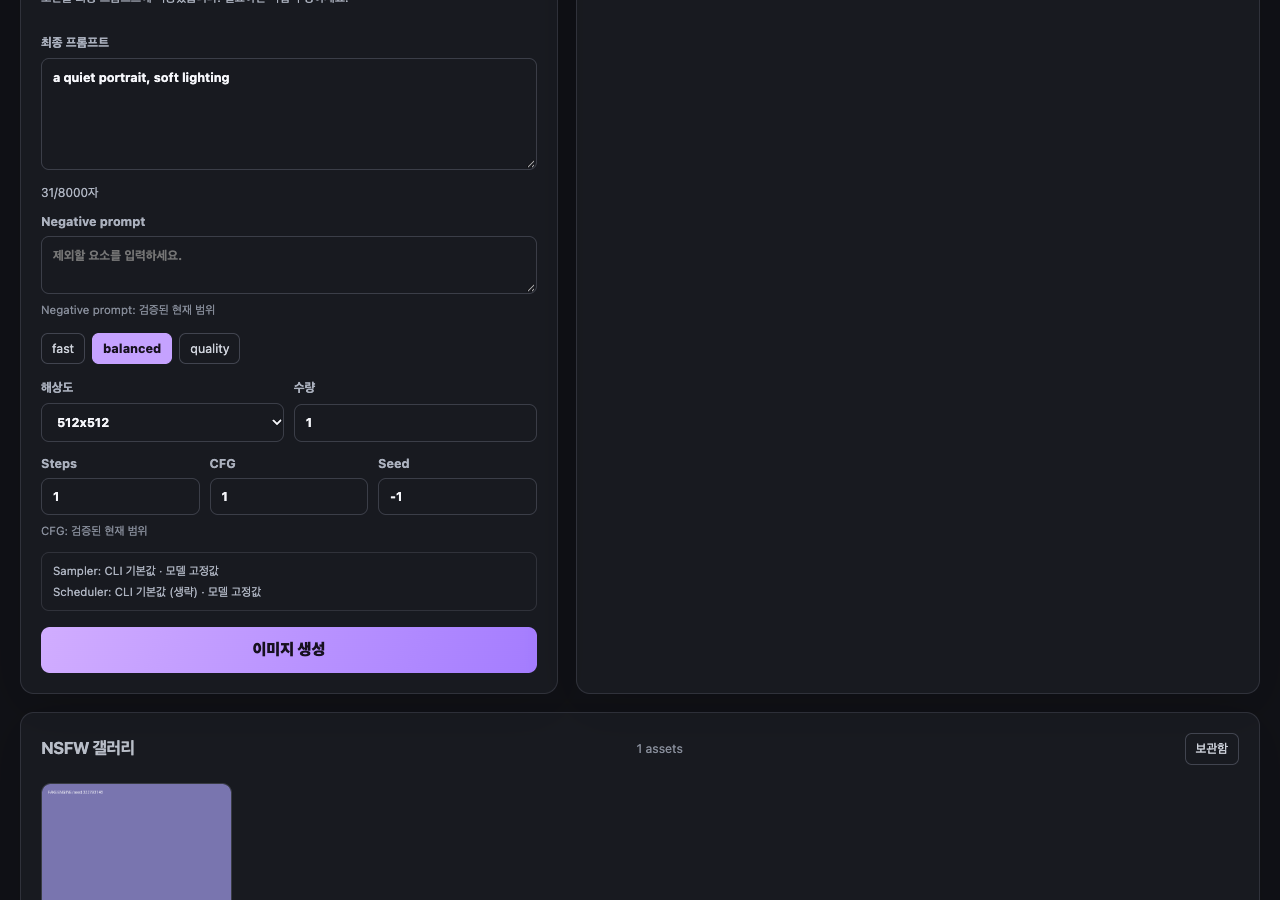 최종 프롬프트
a quiet portrait, soft lighting
31/8000자
Negative prompt
제외할 요소를 입력하세요.
Negative prompt: 검증된 현재 범위
fast
balanced
quality
해상도
수량
512x512
1
Steps
CFG
Seed
1
1
-1
CFG: 검증된 현재 범위
Sampler: CLI 기본값 · 모델 고정값
Scheduler: CLI 기본값 (생략) · 모델 고정값
이미지 생성
NSFW 갤러리
1 assets
보관함